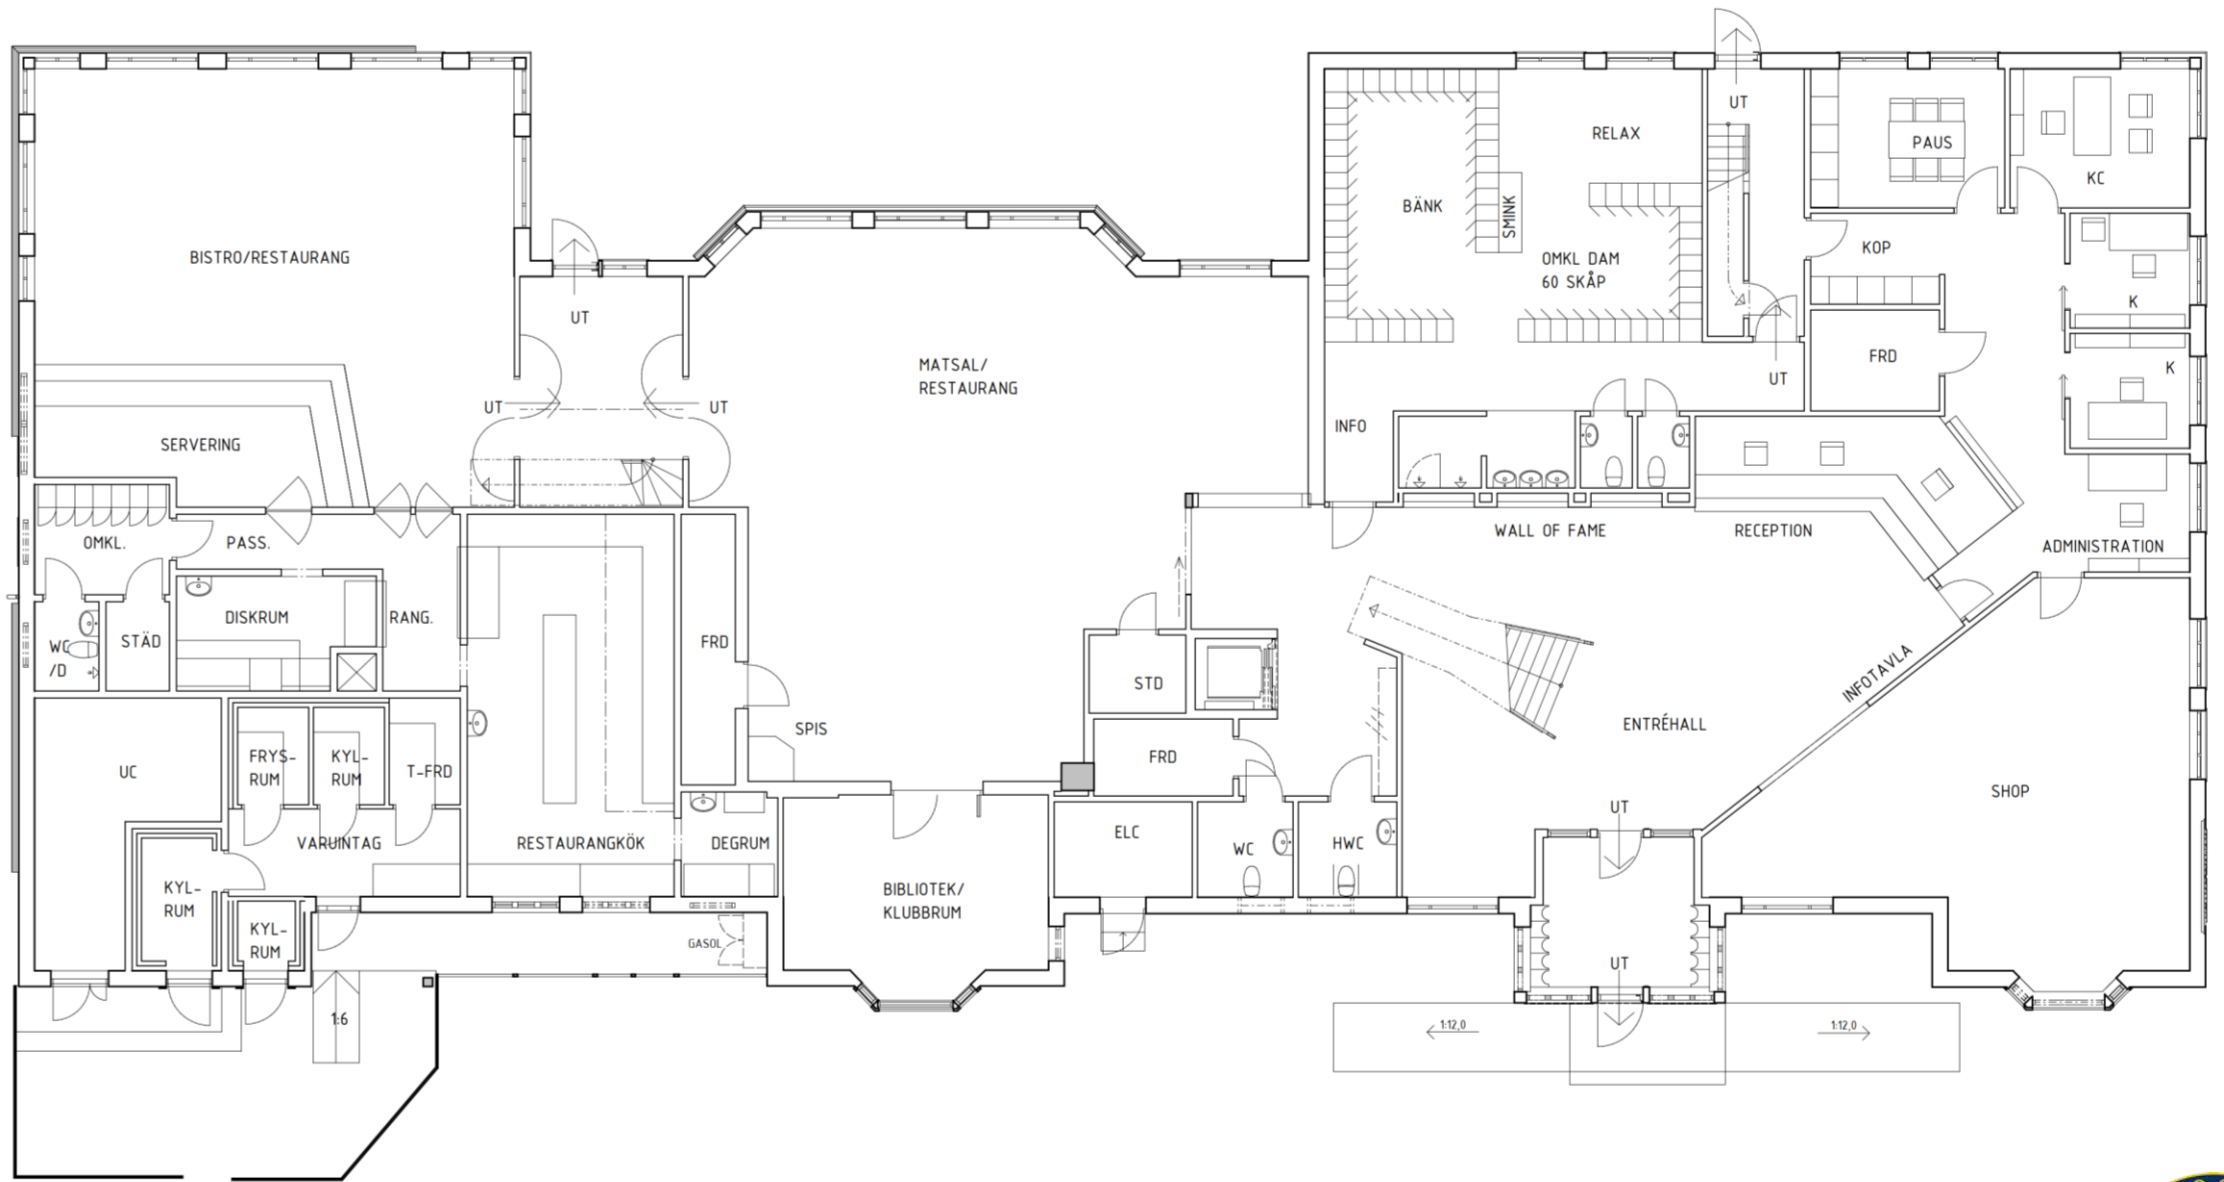 UT
RELAX
PAUS
KC
BÄNK
SMINK
KOP
BISTRO/RESTAURANG
OMKL DAM
60 SKÅP
K
UT
FRD
MATSAL/
RESTAURANG
K
UT
UT
UT
INFO
SERVERING
WALL OF FAME
RECEPTION
ADMINISTRATION
OMKL.
PASS.
DISKRUM
RANG.
WC
/D
STÄD
FRD
STD
INFOTAVLA
ENTRÉHALL
SPIS
UC
FRYS-
RUM
KYL-
RUM
T-FRD
FRD
SHOP
UT
VARUINTAG
RESTAURANGKÖK
DEGRUM
ELC
WC
HWC
KYL-
RUM
BIBLIOTEK/
KLUBBRUM
KYL-
RUM
GASOL
UT
1:6
1:12,0
1:12,0